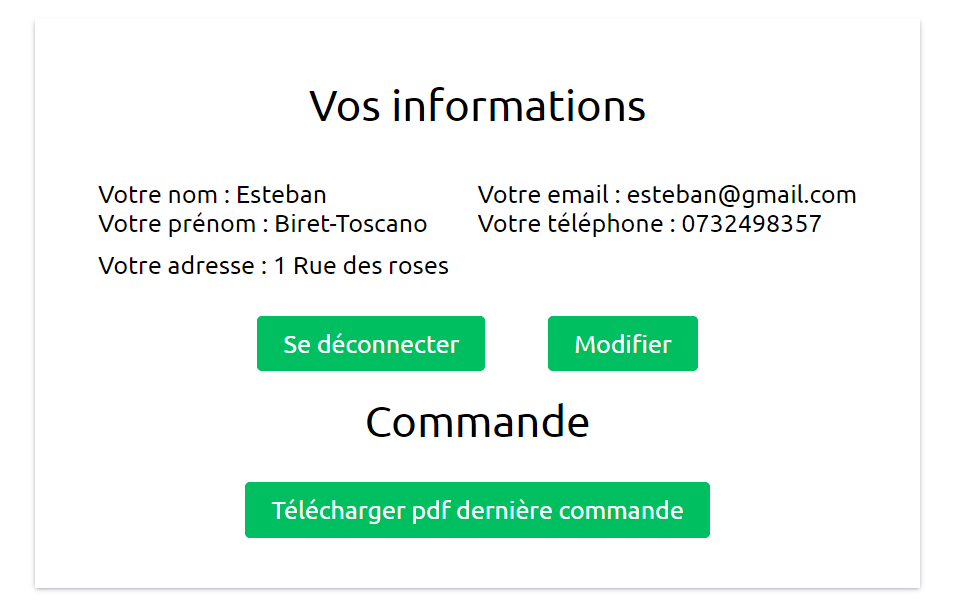 Vos informations
Votre nom : Esteban
Votre prénom : Biret-Toscano
Votre email : esteban@gmail.com
Votre téléphone : 0732498357
Votre adresse : 1 Rue des roses
Se déconnecter
Modifier
Commande
Télécharger pdf dernière commande